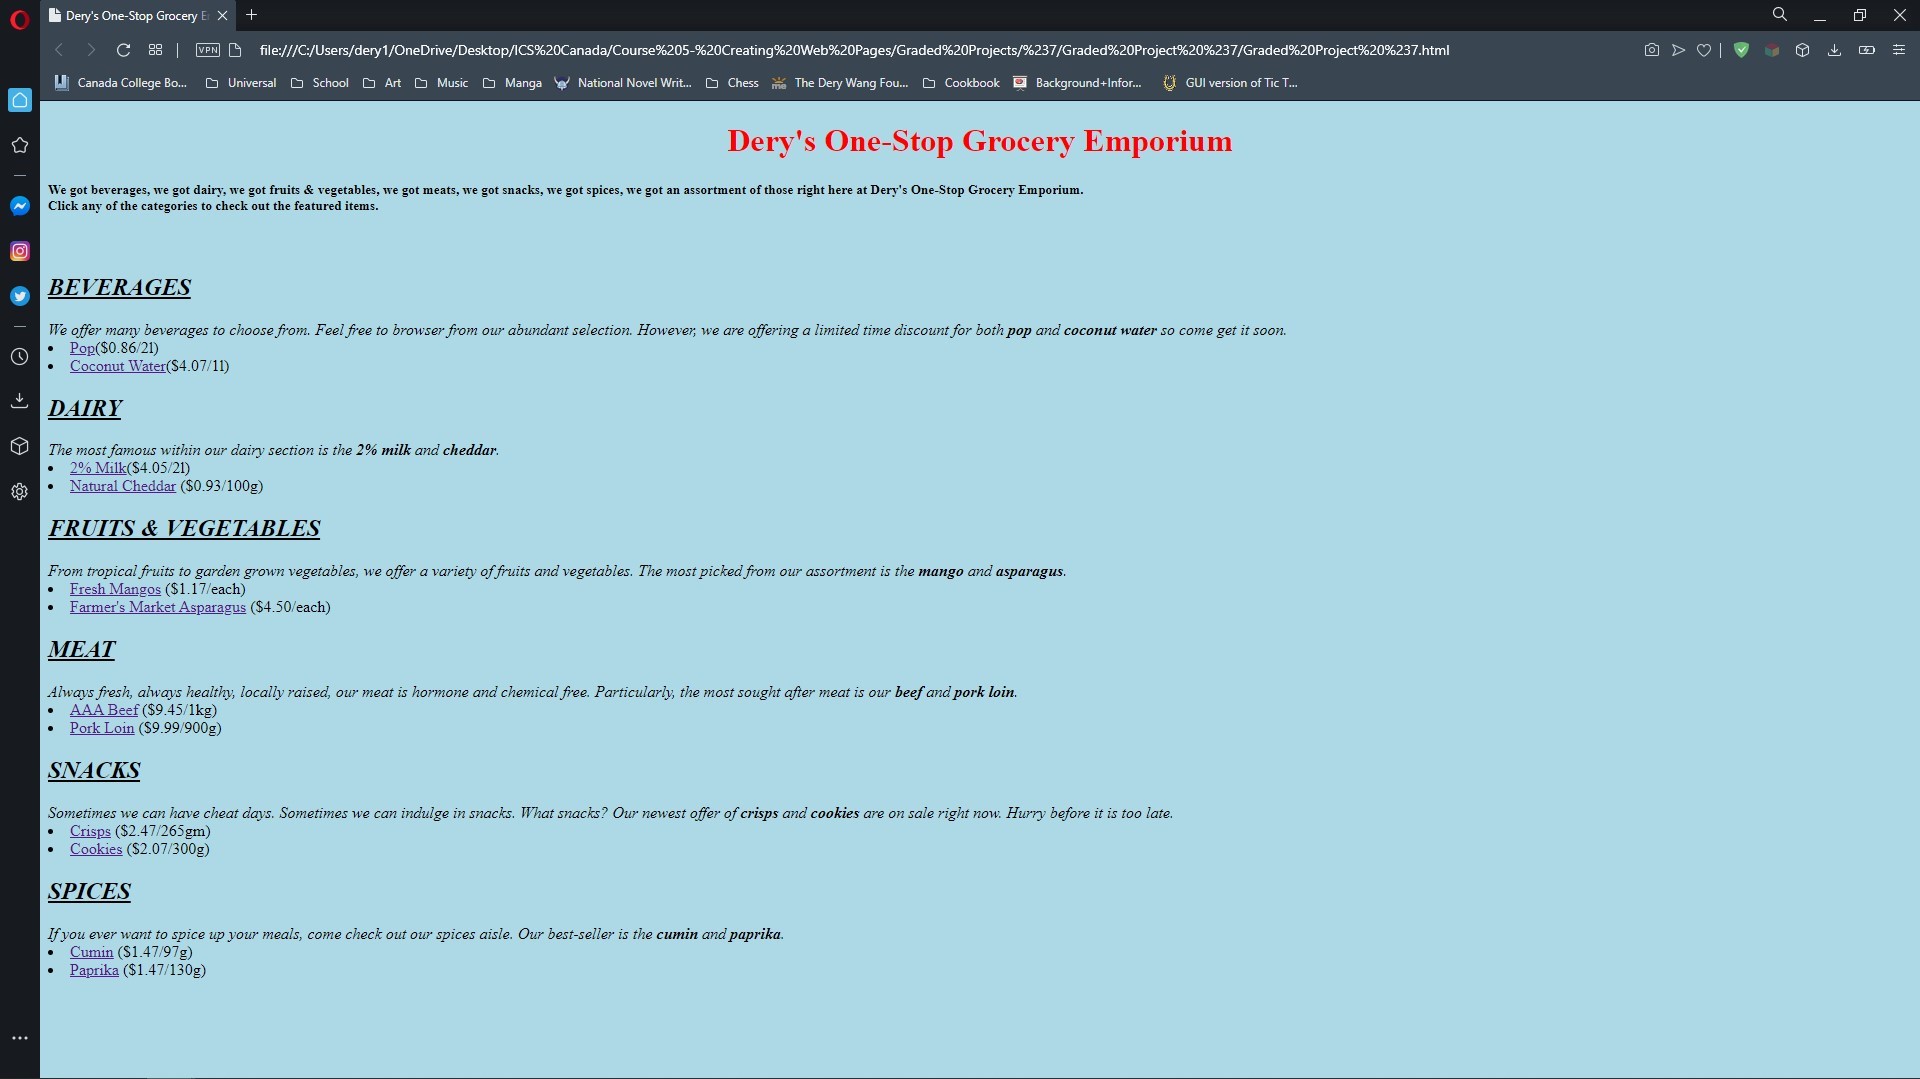 Dery's One-Stop Grocery E
VPN
file:///C:/Users/dery1/OneDrive/Desktop/ICS%20Canada/Course%205-%20Creating%20Web%20Pages/Graded%20Projects/%237/Graded%20Project%20%237/Graded%20Project%20%237.html
Canada College Bo... Universal School Art Music Manga National Novel Writ... Chess The Dery Wang Fou... Cookbook Background+Infor... GUI version of Tic T...
Dery's One-Stop Grocery Emporium
We got beverages, we got dairy, we got fruits & vegetables, we got meats, we got snacks, we got spices, we got an assortment of those right here at Dery's One-Stop Grocery Emporium.
Click any of the categories to check out the featured items.
BEVERAGES
We offer many beverages to choose from. Feel free to browser from our abundant selection. However, we are offering a limited time discount for both pop and coconut water so come get it soon.
• Pop($0.86/2l)
• Coconut Water($4.07/1l)
DAIRY
The most famous within our dairy section is the 2% milk and cheddar.
• 2% Milk($4.05/2l)
• Natural Cheddar ($0.93/100g)
FRUITS & VEGETABLES
From tropical fruits to garden grown vegetables, we offer a variety of fruits and vegetables. The most picked from our assortment is the mango and asparagus.
• Fresh Mangos ($1.17/each)
• Farmer's Market Asparagus ($4.50/each)
MEAT
Always fresh, always healthy, locally raised, our meat is hormone and chemical free. Particularly, the most sought after meat is our beef and pork loin.
• AAA Beef ($9.45/1kg)
• Pork Loin ($9.99/900g)
SNACKS
Sometimes we can have cheat days. Sometimes we can indulge in snacks. What snacks? Our newest offer of crisps and cookies are on sale right now. Hurry before it is too late.
• Crisps ($2.47/265gm)
• Cookies ($2.07/300g)
SPICES
If you ever want to spice up your meals, come check out our spices aisle. Our best-seller is the cumin and paprika.
• Cumin ($1.47/97g)
• Paprika ($1.47/130g)